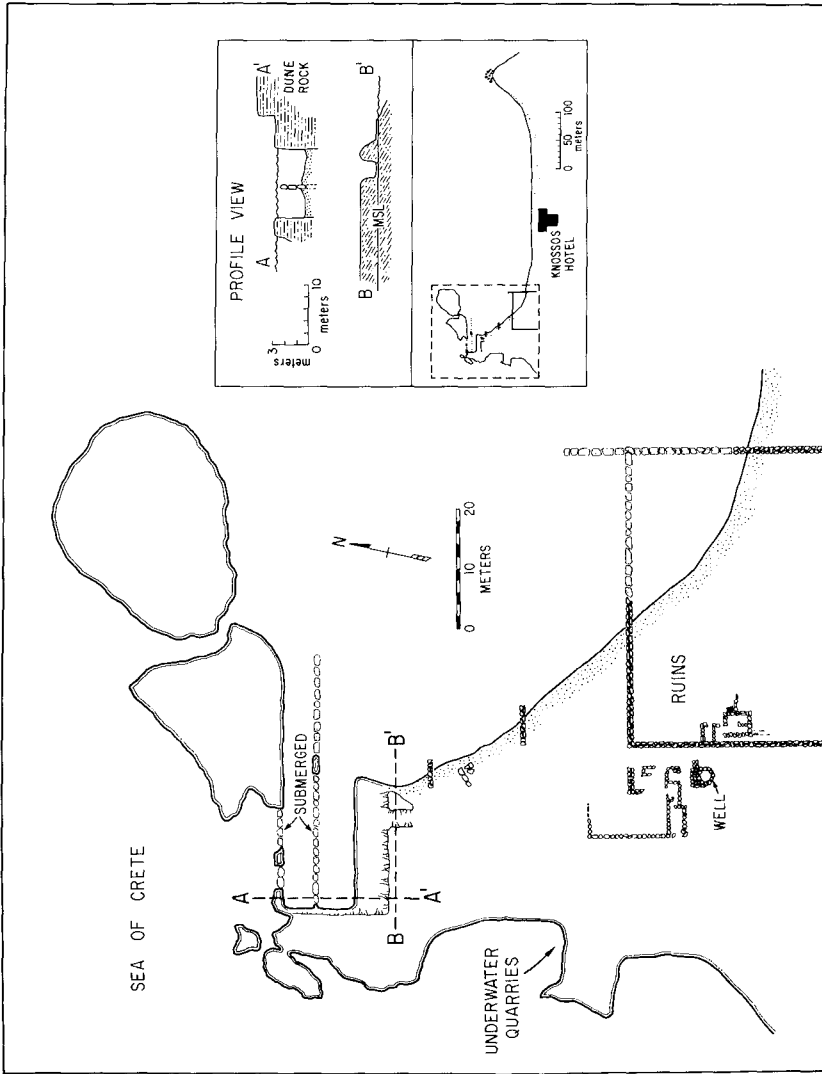 SEA OF CRETE
A
SUBMERGED
B
B'
A'
UNDERWATER
QUARRIES
N
0 10 20
METERS
RUINS
WELL
PROFILE VIEW
A
A'
DUNE
ROCK
3
meters
0 10
meters
B
B'
MSL
KNOSSOS
HOTEL
0 50 100
meters